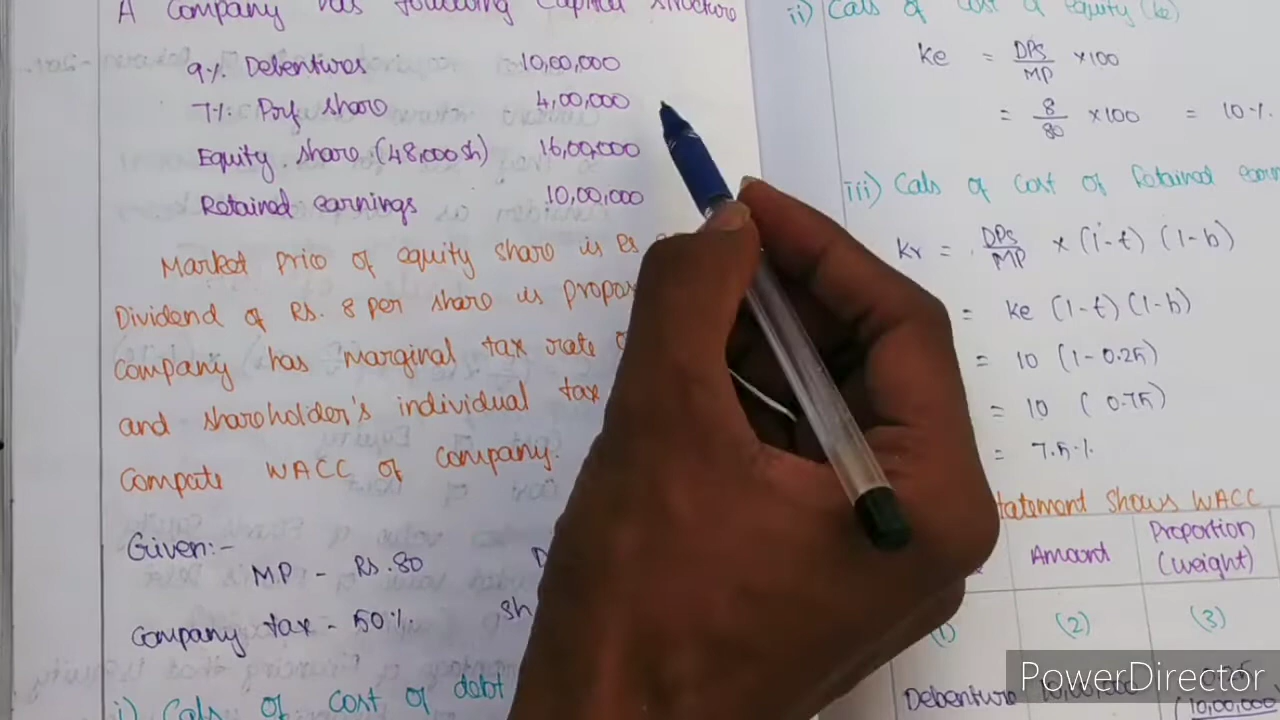 A Company has following Capital structure
9% Debentures 10,00,000
7% Prf share 4,00,000
Equity share (48,000 sh) 16,00,000
Retained earnings 10,00,000
Market price of equity share is Rs
Dividend of Rs. 8 per share is
Company has marginal tax rate
and shareholder's individual tax
Compute WACC of company.
Given:-
MP - Rs. 80
Company tax - 50%
i) Cals of cost of debt
ii) Cals of cost of equity (ke)
Ke = DPS/MP ×100
= 8/80 ×100 = 10%
iii) Cals of cost of Retained
Kr = DPS/MP × (1-t) (1-b)
= ke (1-t) (1-b)
= 10 (1-0.25)
= 10 (0.75)
= 7.5%
Statement shows WACC
Amount Proportion (weight)
(1) (2) (3)
Debenture
(10,00,000
PowerDirector